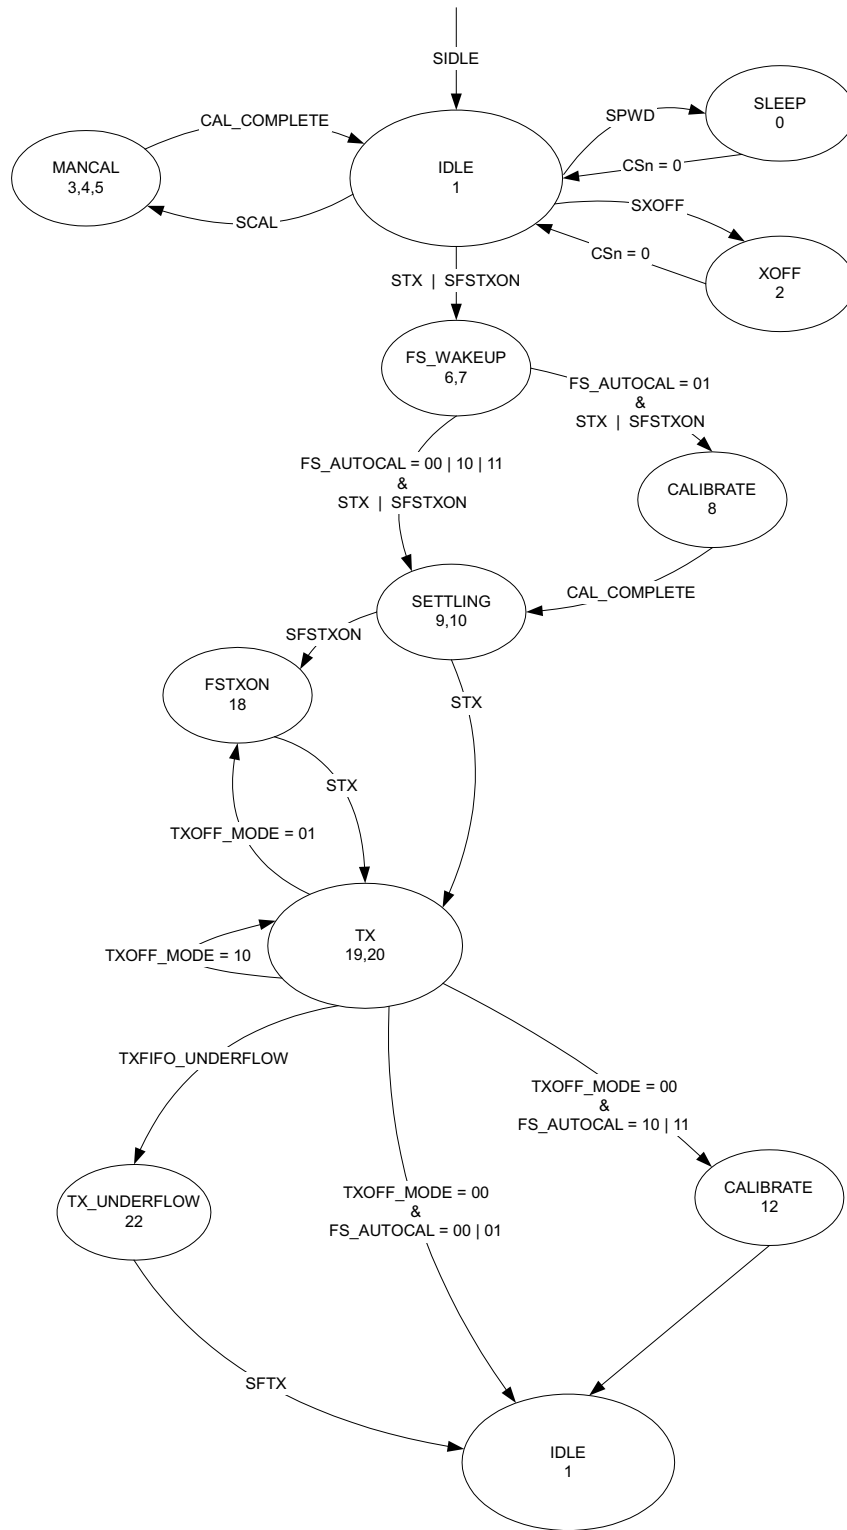 SIDLE
SPWD
SLEEP
0
CAL_COMPLETE
MANCAL
3,4,5
IDLE
1
CSn = 0
SCAL
SXOFF
CSn = 0
XOFF
2
STX | SFSTXON
FS_WAKEUP
6,7
FS_AUTOCAL = 01
&
STX | SFSTXON
FS_AUTOCAL = 00 | 10 | 11
&
STX | SFSTXON
CALIBRATE
8
SETTLING
9,10
CAL_COMPLETE
SFSTXON
FSTXON
18
STX
STX
TXOFF_MODE = 01
TX
19,20
TXOFF_MODE = 10
TXFIFO_UNDERFLOW
TXOFF_MODE = 00
&
FS_AUTOCAL = 10 | 11
TX_UNDERFLOW
22
TXOFF_MODE = 00
&
FS_AUTOCAL = 00 | 01
CALIBRATE
12
SFTX
IDLE
1